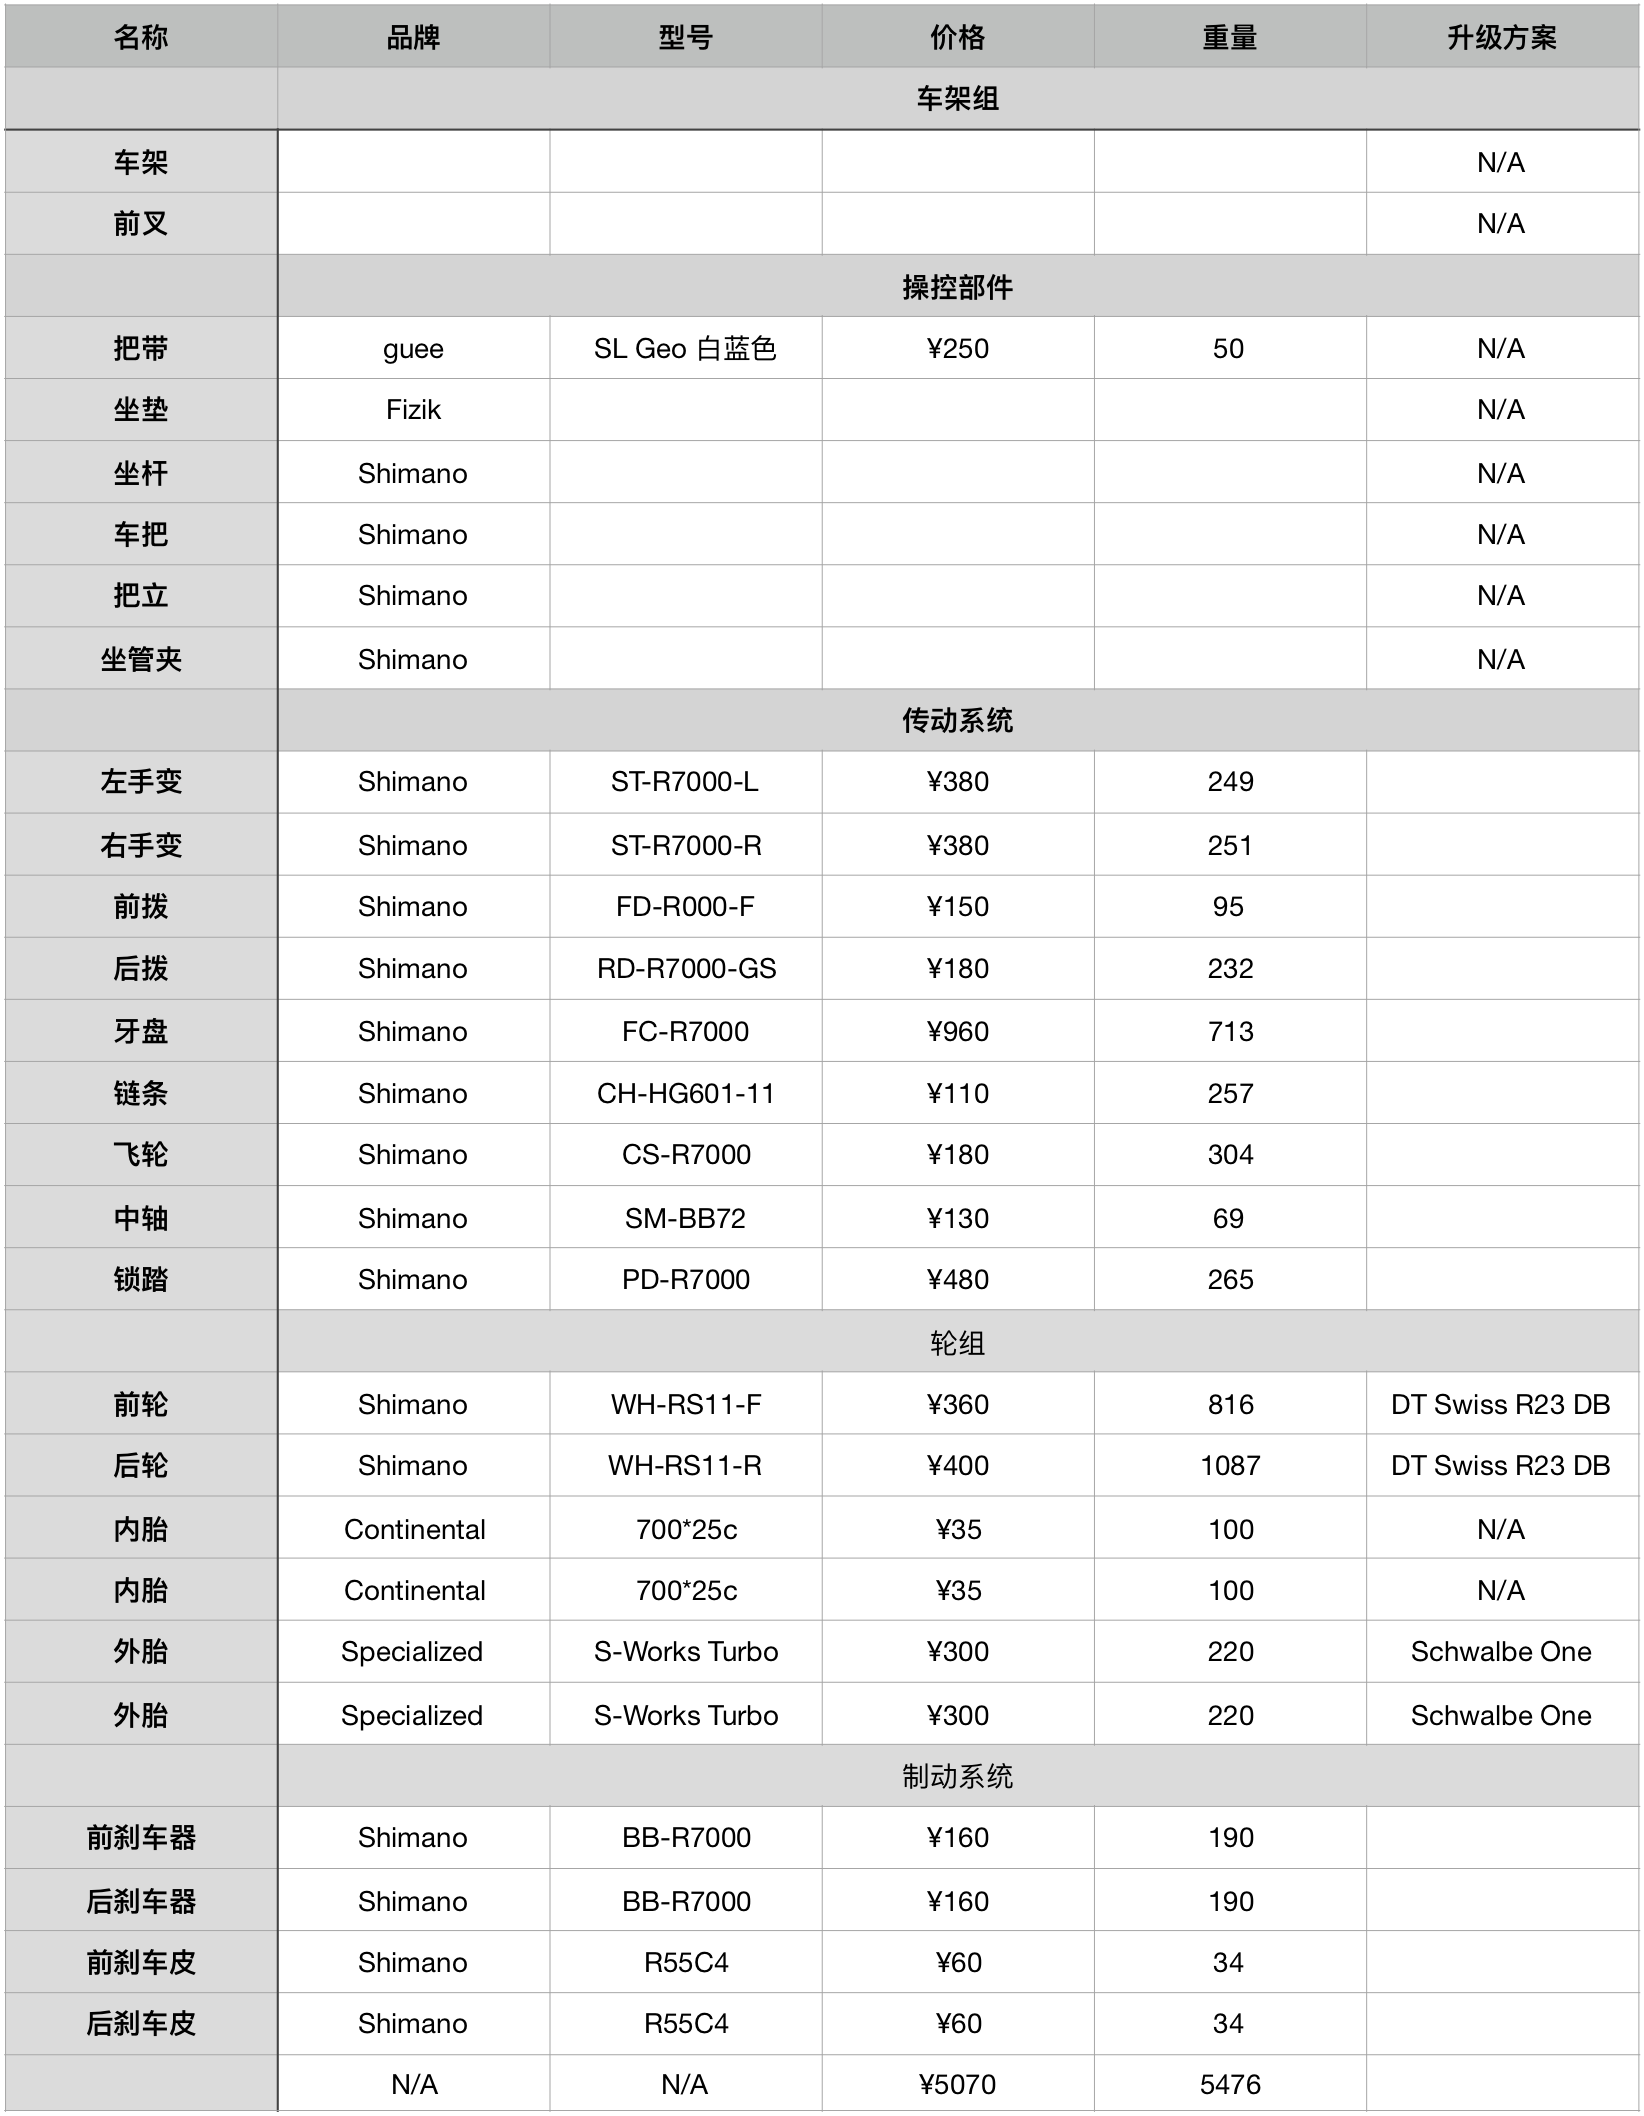 名称 品牌 型号 价格 重量 升级方案
车架组
车架 N/A
前叉 N/A
操控部件
把带 guee SL Geo 白蓝色 ¥250 50 N/A
坐垫 Fizik N/A
坐杆 Shimano N/A
车把 Shimano N/A
把立 Shimano N/A
坐管夹 Shimano N/A
传动系统
左手变 Shimano ST-R7000-L ¥380 249
右手变 Shimano ST-R7000-R ¥380 251
前拨 Shimano FD-R000-F ¥150 95
后拨 Shimano RD-R7000-GS ¥180 232
牙盘 Shimano FC-R7000 ¥960 713
链条 Shimano CH-HG601-11 ¥110 257
飞轮 Shimano CS-R7000 ¥180 304
中轴 Shimano SM-BB72 ¥130 69
锁踏 Shimano PD-R7000 ¥480 265
轮组
前轮 Shimano WH-RS11-F ¥360 816 DT Swiss R23 DB
后轮 Shimano WH-RS11-R ¥400 1087 DT Swiss R23 DB
内胎 Continental 700*25c ¥35 100 N/A
内胎 Continental 700*25c ¥35 100 N/A
外胎 Specialized S-Works Turbo ¥300 220 Schwalbe One
外胎 Specialized S-Works Turbo ¥300 220 Schwalbe One
制动系统
前刹车器 Shimano BB-R7000 ¥160 190
后刹车器 Shimano BB-R7000 ¥160 190
前刹车皮 Shimano R55C4 ¥60 34
后刹车皮 Shimano R55C4 ¥60 34
N/A N/A ¥5070 5476